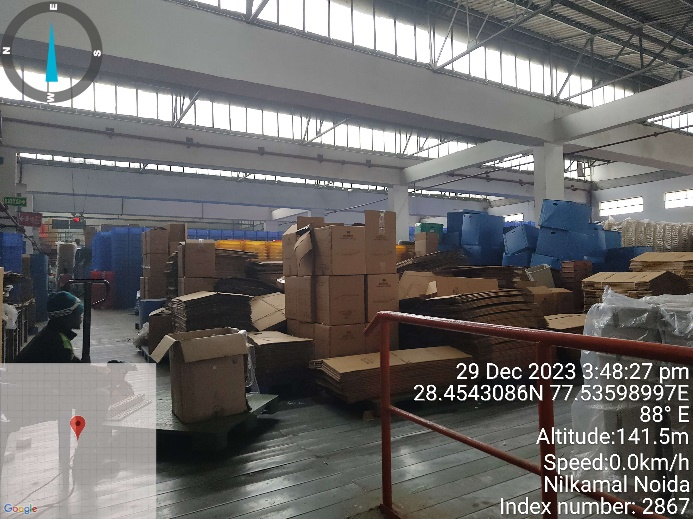 E
N
S
W
EXIT
29 Dec 2023 3:48:27 pm
28.4543086N 77.53598997E
88° E
Altitude:141.5m
Speed:0.0km/h
Nilkamal Noida
Index number: 2867
Google